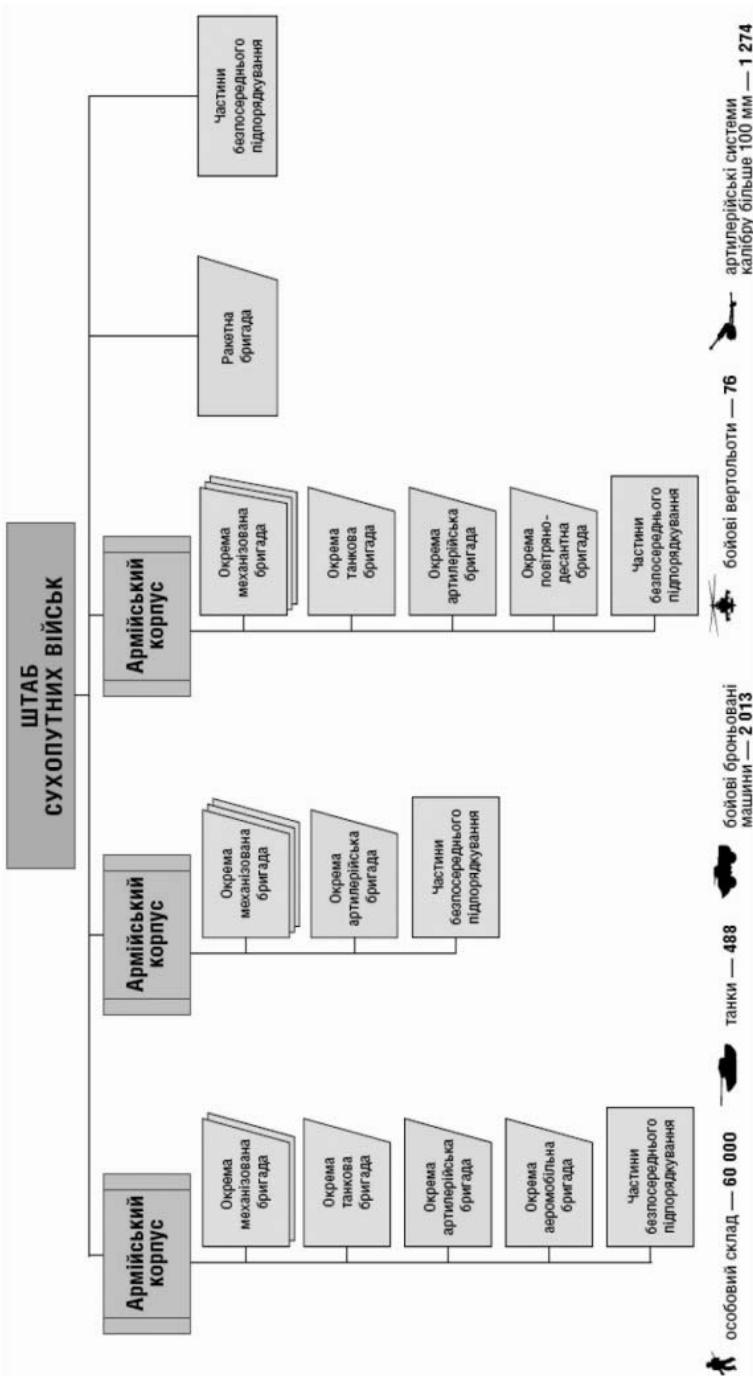 ШТАБ
СУХОПУТНИХ ВІЙСЬК
Армійський
корпус
Окрема
механізована
бригада
Окрема
танкова
бригада
Окрема
артилерійська
бригада
Окрема
аеромобільна
бригада
Частини
безпосереднього
підпорядкування
Армійський
корпус
Окрема
механізована
бригада
Окрема
артилерійська
бригада
Частини
безпосереднього
підпорядкування
Армійський
корпус
Окрема
механізована
бригада
Окрема
танкова
бригада
Окрема
артилерійська
бригада
Окрема
повітряно-
десантна
бригада
Частини
безпосереднього
підпорядкування
Ракетна
бригада
Частини
безпосереднього
підпорядкування
особовий склад — 60 000
танки — 488
бойові броньовані
машини — 2 013
бойові вертольоти — 76
артилерійські системи
калібру більше 100 мм — 1 274